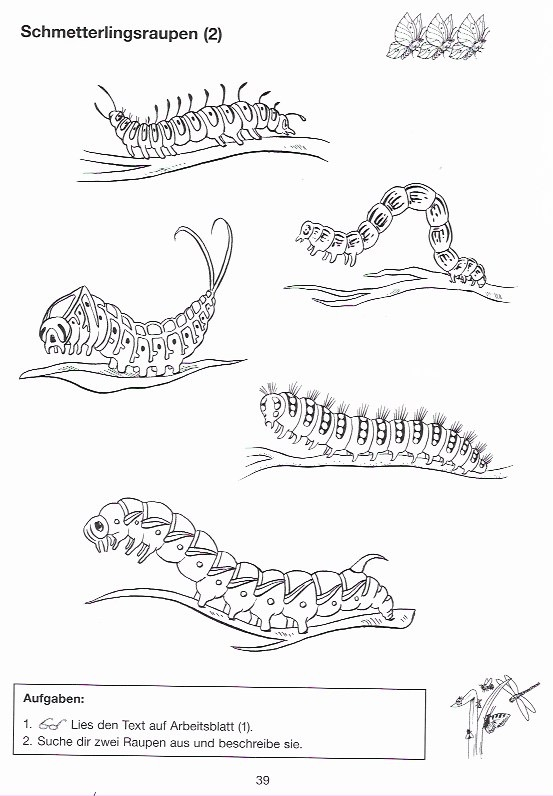 Schmetterlingsraupen (2)
Aufgaben:
1. Lies den Text auf Arbeitsblatt (1).
2. Suche dir zwei Raupen aus und beschreibe sie.
39